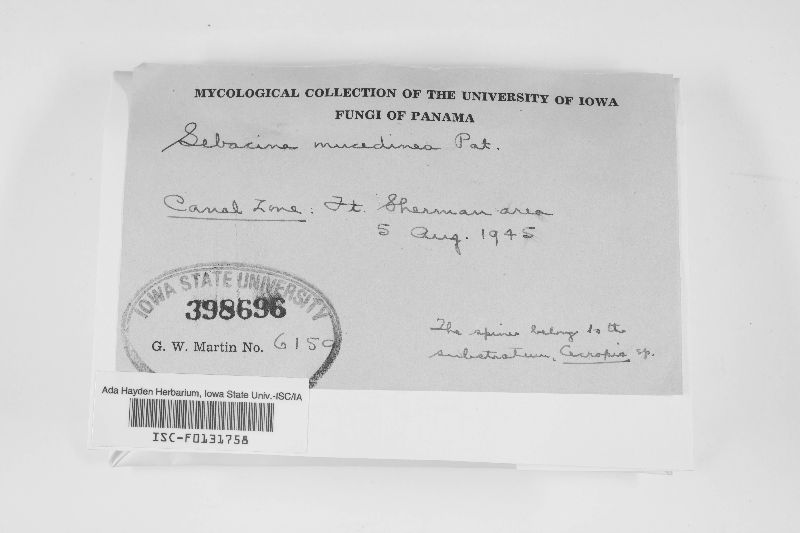 MYCOLOGICAL COLLECTION OF THE UNIVERSITY OF IOWA
FUNGI OF PANAMA
Sebacina mucedinea Pat.
Canal Zone: Ft. Sherman area
5 Aug. 1945
IOWA STATE UNIVERSITY
398696
G. W. Martin No.
The spines belong to the
substratum, Cecropia sp.
Ada Hayden Herbarium, Iowa State Univ.-ISC/IA
ISC-F0131758